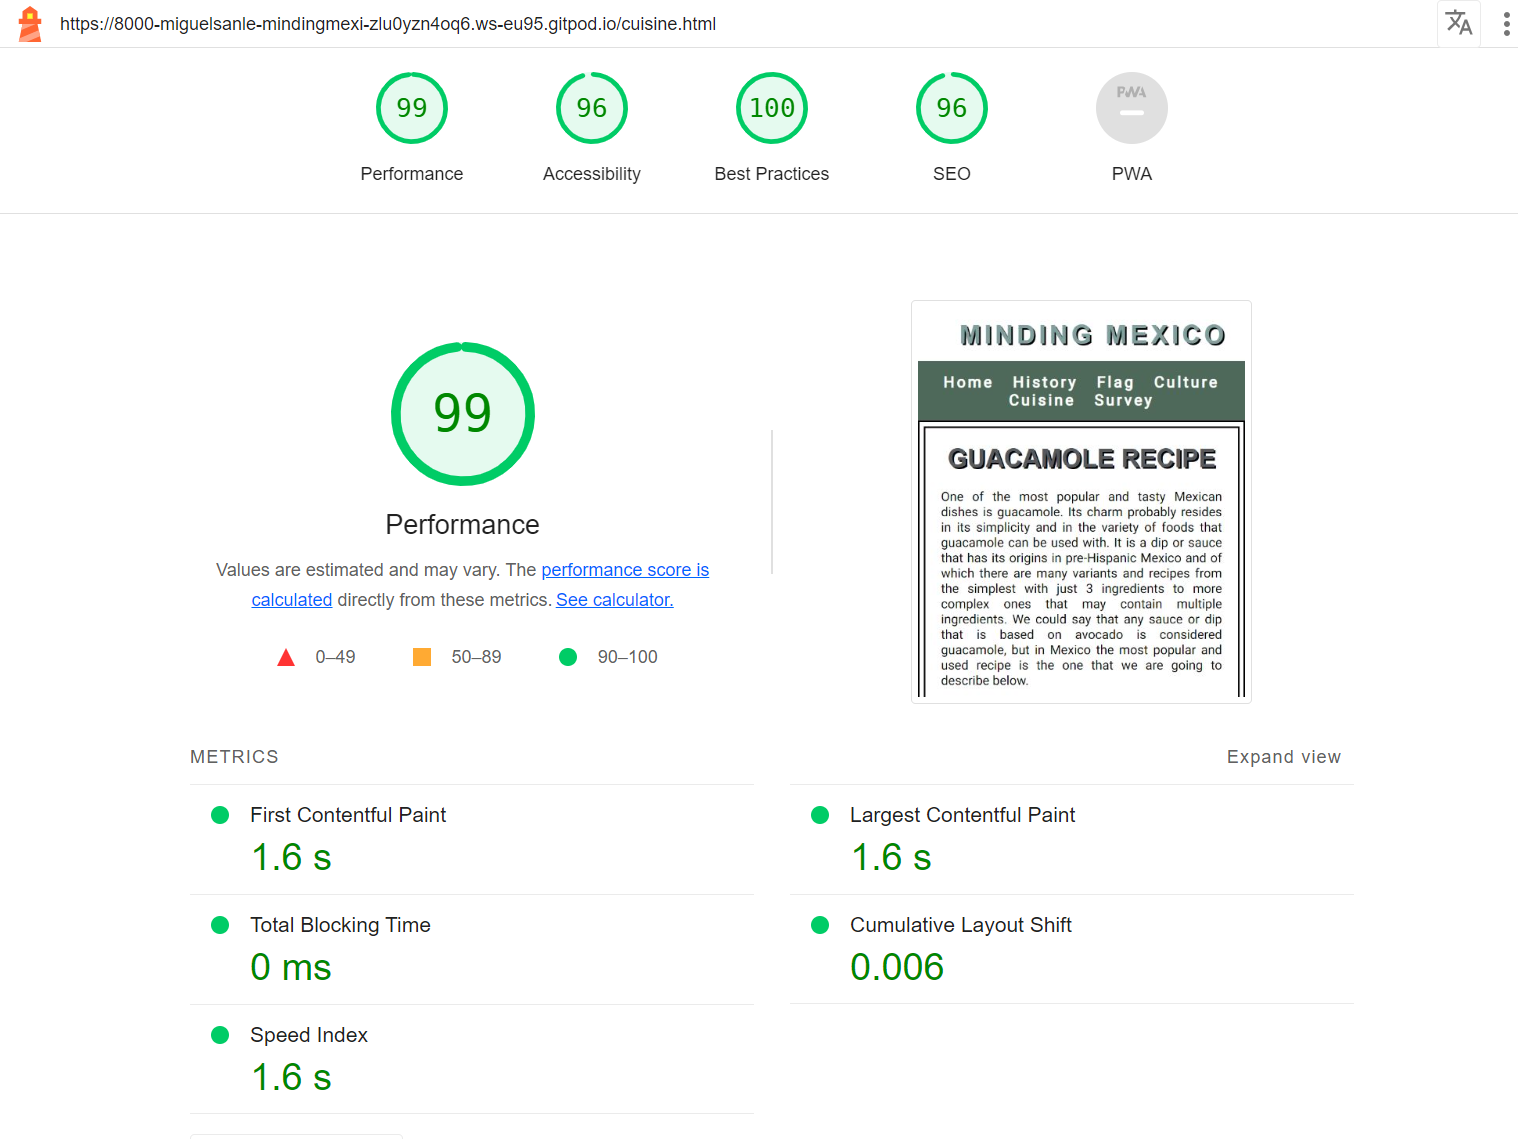 https://8000-miguelsanle-mindingmexi-zlu0yzn4oq6.ws-eu95.gitpod.io/cuisine.html
99
96
100
96
PWA
Performance
Accessibility
Best Practices
SEO
PWA
99
Performance
Values are estimated and may vary. The performance score is
calculated directly from these metrics. See calculator.
0–49
50–89
90–100
MINDING MEXICO
Home History Flag Culture
Cuisine Survey
GUACAMOLE RECIPE
One of the most popular and tasty Mexican
dishes is guacamole. Its charm probably resides
in its simplicity and in the variety of foods that
guacamole can be used with. It is a dip or sauce
that has its origins in pre-Hispanic Mexico and of
which there are many variants and recipes from
the simplest with just 3 ingredients to more
complex ones that may contain multiple
ingredients. We could say that any sauce or dip
that is based on avocado is considered
guacamole, but in Mexico the most popular and
used recipe is the one that we are going to
describe below.
METRICS
Expand view
First Contentful Paint
1.6 s
Largest Contentful Paint
1.6 s
Total Blocking Time
0 ms
Cumulative Layout Shift
0.006
Speed Index
1.6 s